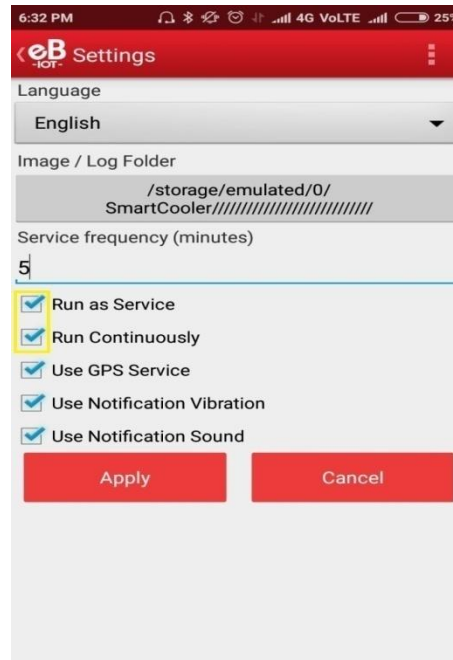 6:32 PM 4G VoLTE 25%
eB -IOT- Settings
Language
English
Image / Log Folder
/storage/emulated/0/
SmartCooler////////////////////////////
Service frequency (minutes)
5
Run as Service
Run Continuously
Use GPS Service
Use Notification Vibration
Use Notification Sound
Apply Cancel